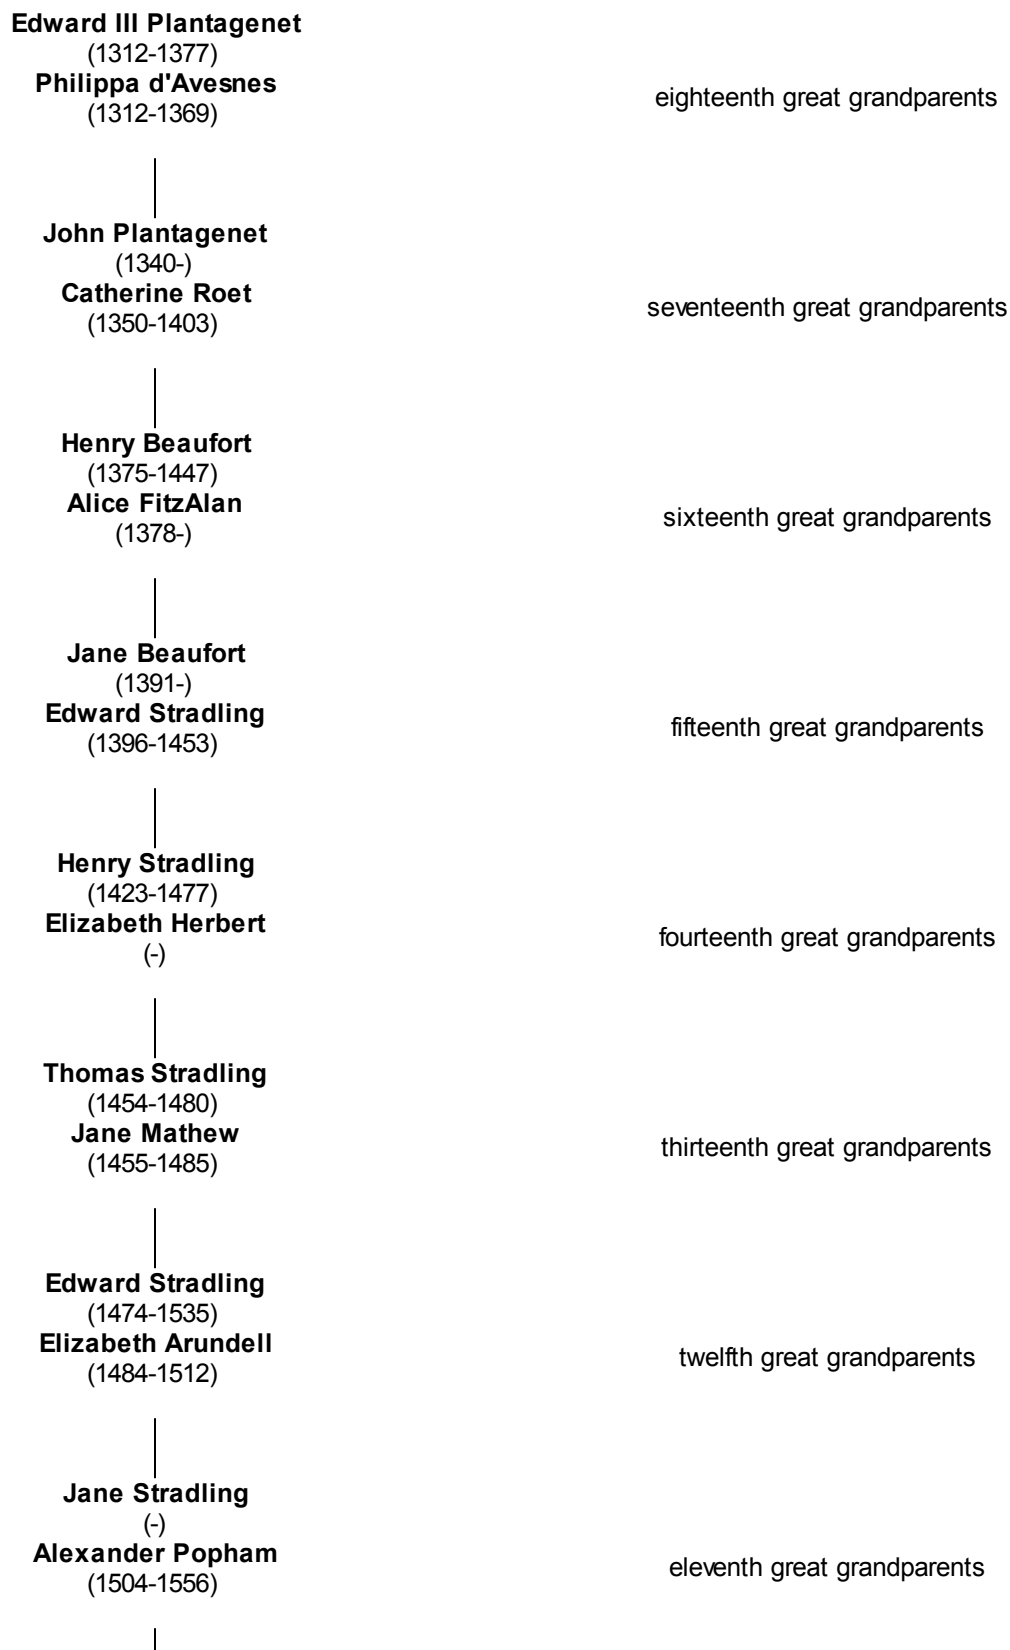 Edward III Plantagenet
(1312-1377)
Philippa d'Avesnes
(1312-1369)
eighteenth great grandparents
John Plantagenet
(1340-)
Catherine Roet
(1350-1403)
seventeenth great grandparents
Henry Beaufort
(1375-1447)
Alice FitzAlan
(1378-)
sixteenth great grandparents
Jane Beaufort
(1391-)
Edward Stradling
(1396-1453)
fifteenth great grandparents
Henry Stradling
(1423-1477)
Elizabeth Herbert
(-)
fourteenth great grandparents
Thomas Stradling
(1454-1480)
Jane Mathew
(1455-1485)
thirteenth great grandparents
Edward Stradling
(1474-1535)
Elizabeth Arundell
(1484-1512)
twelfth great grandparents
Jane Stradling
(-)
Alexander Popham
(1504-1556)
eleventh great grandparents